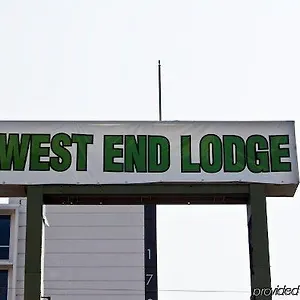 WEST END LODGE
17
provided